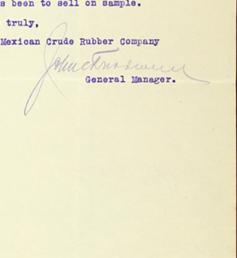 s been to sell on sample.
truly,
Mexican Crude Rubber Company
General Manager.